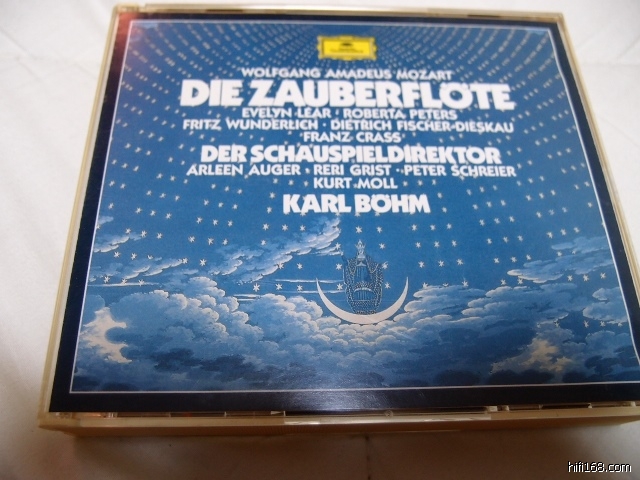 WOLFGANG AMADEUS MOZART
DIE ZAUBERFLÖTE
EVELYN LEAR · ROBERTA PETERS
FRITZ WUNDERLICH · DIETRICH FISCHER-DIESKAU
FRANZ CRASS
DER SCHAUSPIELDIREKTOR
ARLEEN AUGER · RERI GRIST · PETER SCHREIER
KURT MOLL
KARL BÖHM
hifi168.com